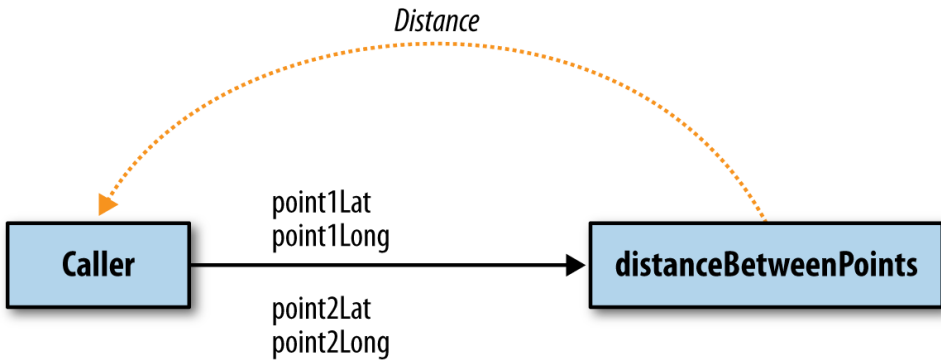 Distance
point1Lat
point1Long
Caller
distanceBetweenPoints
point2Lat
point2Long